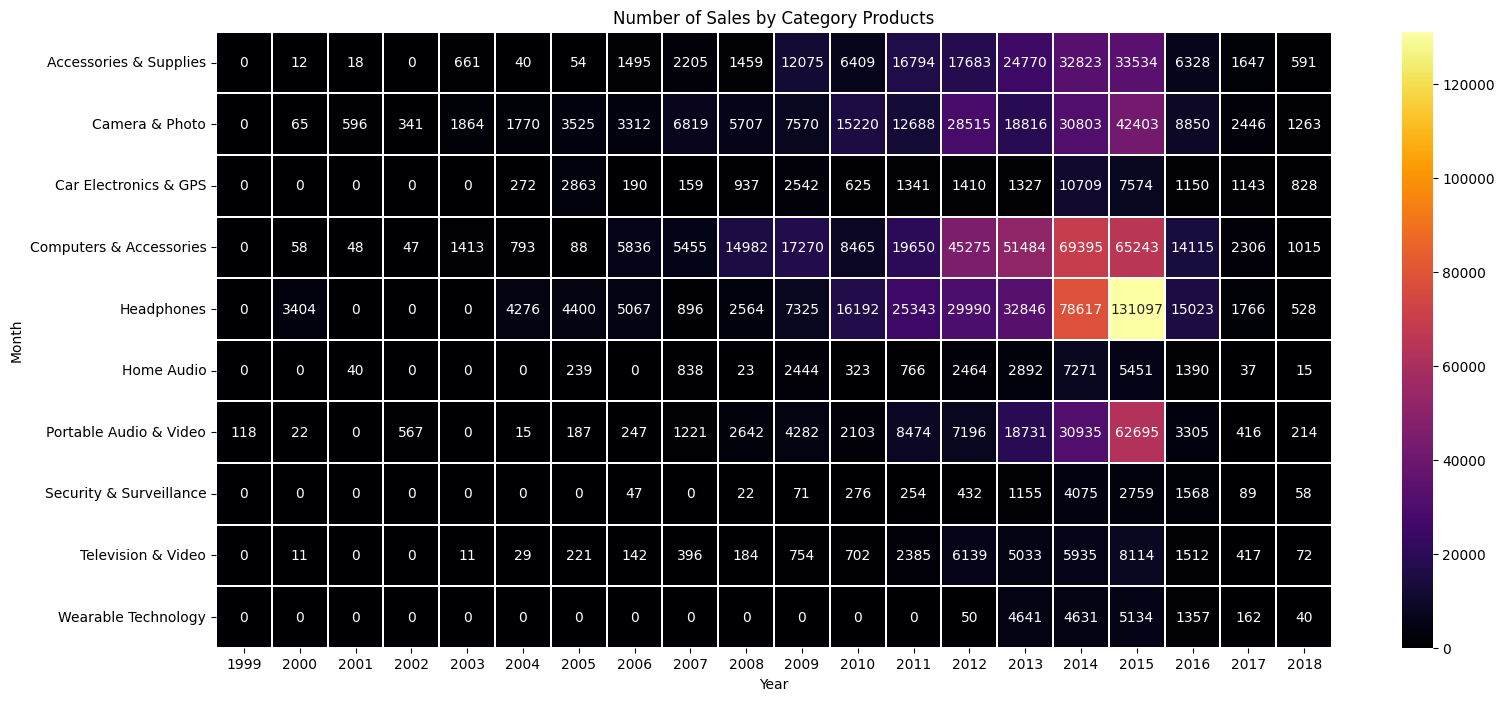 Number of Sales by Category Products
Accessories & Supplies 0 12 18 0 661 40 54 1495 2205 1459 12075 6409 16794 17683 24770 32823 33534 6328 1647 591
Camera & Photo 0 65 596 341 1864 1770 3525 3312 6819 5707 7570 15220 12688 28515 18816 30803 42403 8850 2446 1263
Car Electronics & GPS 0 0 0 0 0 272 2863 190 159 937 2542 625 1341 1410 1327 10709 7574 1150 1143 828
Computers & Accessories 0 58 48 47 1413 793 88 5836 5455 14982 17270 8465 19650 45275 51484 69395 65243 14115 2306 1015
Headphones 0 3404 0 0 0 4276 4400 5067 896 2564 7325 16192 25343 29990 32846 78617 131097 15023 1766 528
Home Audio 0 0 40 0 0 0 239 0 838 23 2444 323 766 2464 2892 7271 5451 1390 37 15
Portable Audio & Video 118 22 0 567 0 15 187 247 1221 2642 4282 2103 8474 7196 18731 30935 62695 3305 416 214
Security & Surveillance 0 0 0 0 0 0 0 47 0 22 71 276 254 432 1155 4075 2759 1568 89 58
Television & Video 0 11 0 0 11 29 221 142 396 184 754 702 2385 6139 5033 5935 8114 1512 417 72
Wearable Technology 0 0 0 0 0 0 0 0 0 0 0 0 0 50 4641 4631 5134 1357 162 40
1999 2000 2001 2002 2003 2004 2005 2006 2007 2008 2009 2010 2011 2012 2013 2014 2015 2016 2017 2018
Year
Month
120000
100000
80000
60000
40000
20000
0